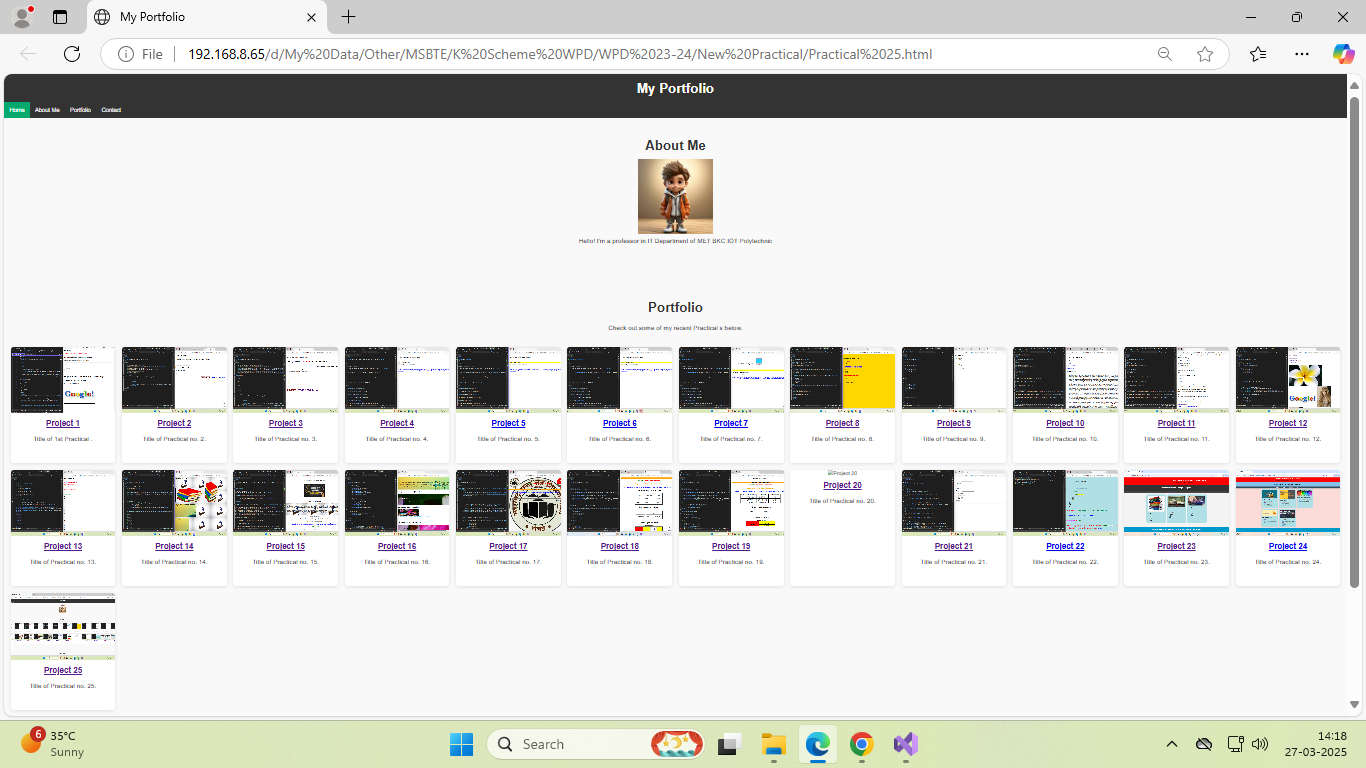 My Portfolio
File
192.168.8.65/d/My%20Data/Other/MSBTE/K%20Scheme%20WPD/WPD%2023-24/New%20Practical/Practical%2025.html
My Portfolio
Home About Me Portfolio Contact
About Me
Hello! I'm a professor in IT Department of MET BKC IOT Polytechnic
Portfolio
Check out some of my recent Practical s below.
Google!
Google!
Project 1 Project 2 Project 3 Project 4 Project 5 Project 6 Project 7 Project 8 Project 9 Project 10 Project 11 Project 12
Title of 1st Practical . Title of Practical no. 2. Title of Practical no. 3. Title of Practical no. 4. Title of Practical no. 5. Title of Practical no. 6. Title of Practical no. 7. Title of Practical no. 8. Title of Practical no. 9. Title of Practical no. 10. Title of Practical no. 11. Title of Practical no. 12.
Project 20
Project 20
Title of Practical no. 20.
Project 13 Project 14 Project 15 Project 16 Project 17 Project 18 Project 19 Project 21 Project 22 Project 23 Project 24
Title of Practical no. 13. Title of Practical no. 14. Title of Practical no. 15. Title of Practical no. 16. Title of Practical no. 17. Title of Practical no. 18. Title of Practical no. 19. Title of Practical no. 21. Title of Practical no. 22. Title of Practical no. 23. Title of Practical no. 24.
Project 25
Title of Practical no. 25.
6
35°C
Sunny
Search
14:18
27-03-2025